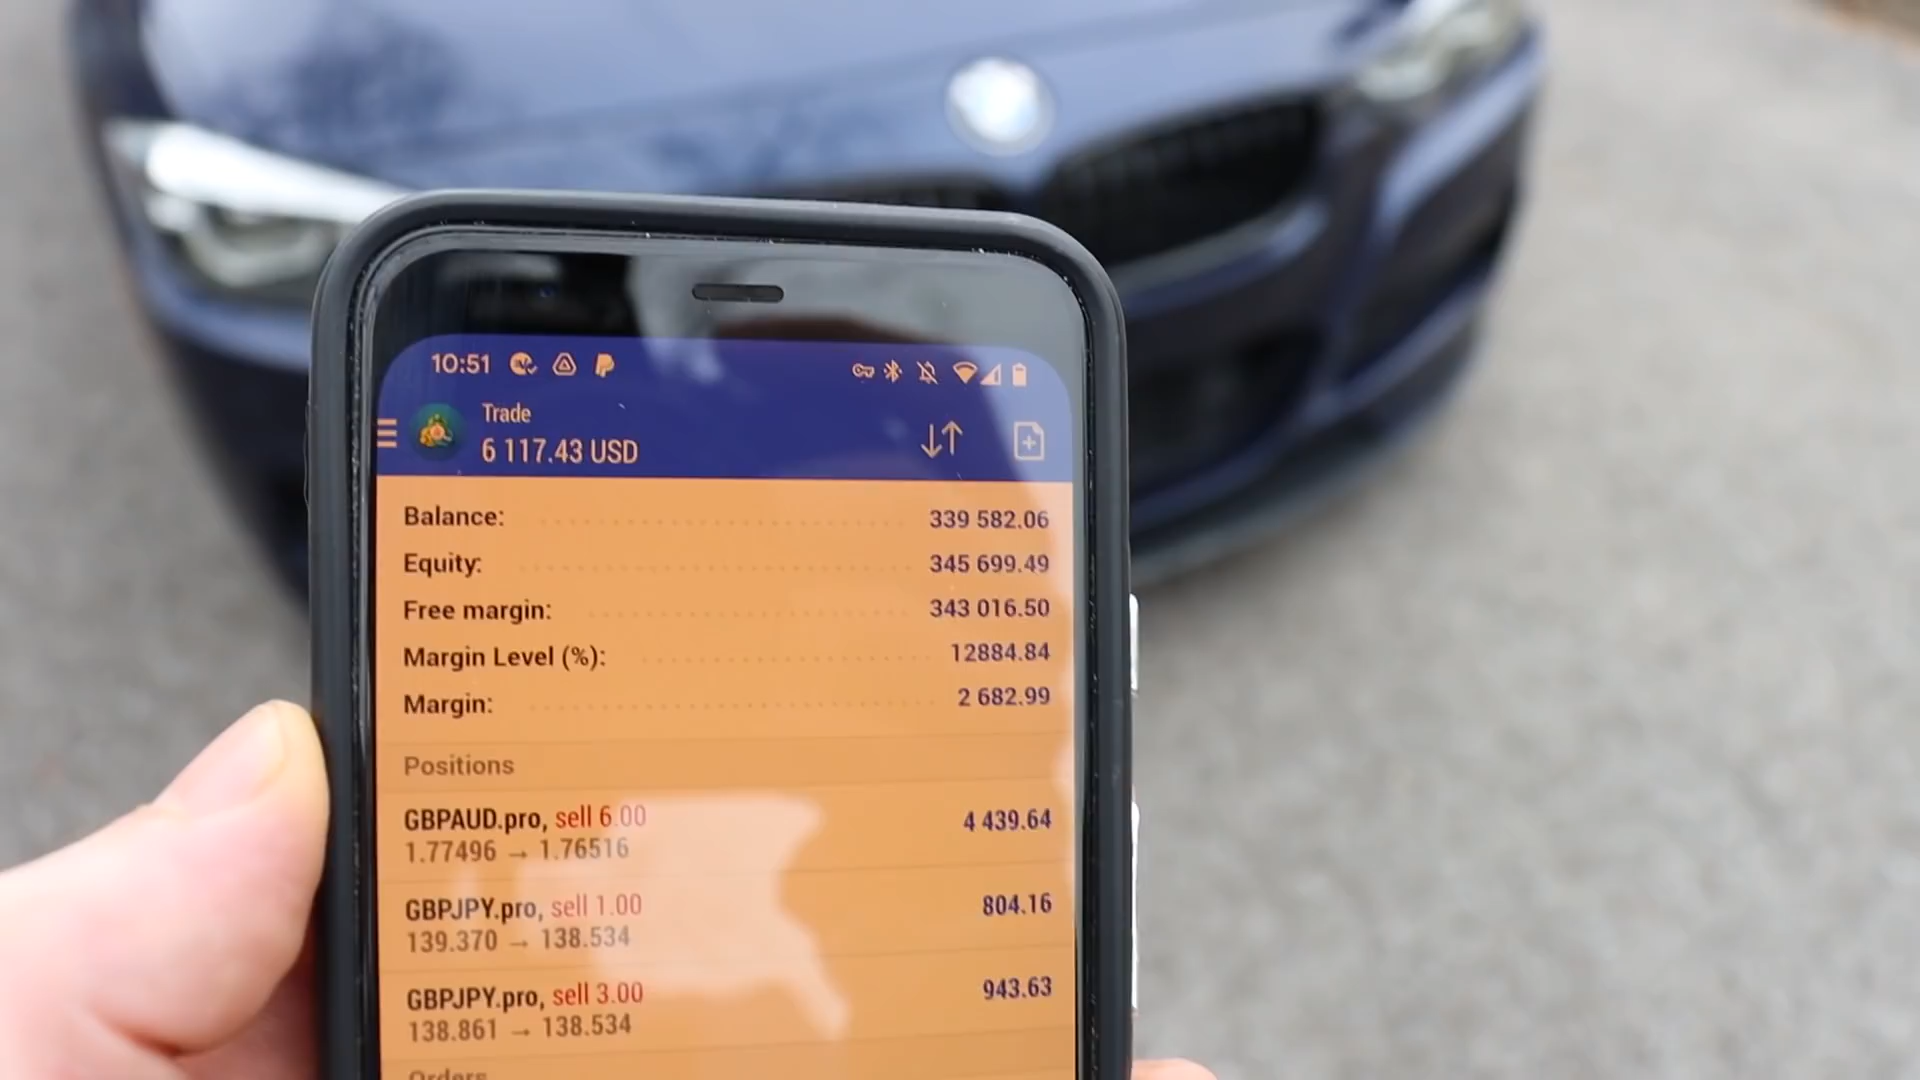 10:51
Trade
6 117.43 USD
Balance: 339 582.06
Equity: 345 699.49
Free margin: 343 016.50
Margin Level (%): 12884.84
Margin: 2 682.99
Positions
GBPAUD.pro, sell 6.00 4 439.64
1.77496 → 1.76516
GBPJPY.pro, sell 1.00 804.16
139.370 → 138.534
GBPJPY.pro, sell 3.00 943.63
138.861 → 138.534
Orders